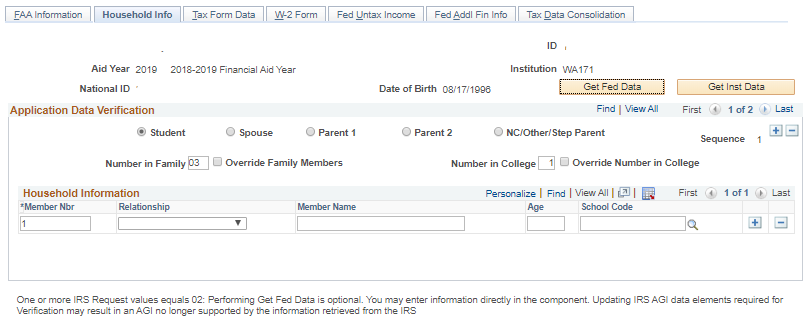 FAA Information Household Info Tax Form Data W-2 Form Fed Untax Income Fed Addl Fin Info Tax Data Consolidation
ID
Aid Year 2019 2018-2019 Financial Aid Year Institution WA171
National ID Date of Birth 08/17/1996 Get Fed Data Get Inst Data
Application Data Verification Find | View All First 1 of 2 Last
Student Spouse Parent 1 Parent 2 NC/Other/Step Parent
Sequence 1
Number in Family 03 Override Family Members Number in College 1 Override Number in College
Household Information Personalize | Find | View All | | First 1 of 1 Last
*Member Nbr Relationship Member Name Age School Code
1
One or more IRS Request values equals 02: Performing Get Fed Data is optional. You may enter information directly in the component. Updating IRS AGI data elements required for
Verification may result in an AGI no longer supported by the information retrieved from the IRS